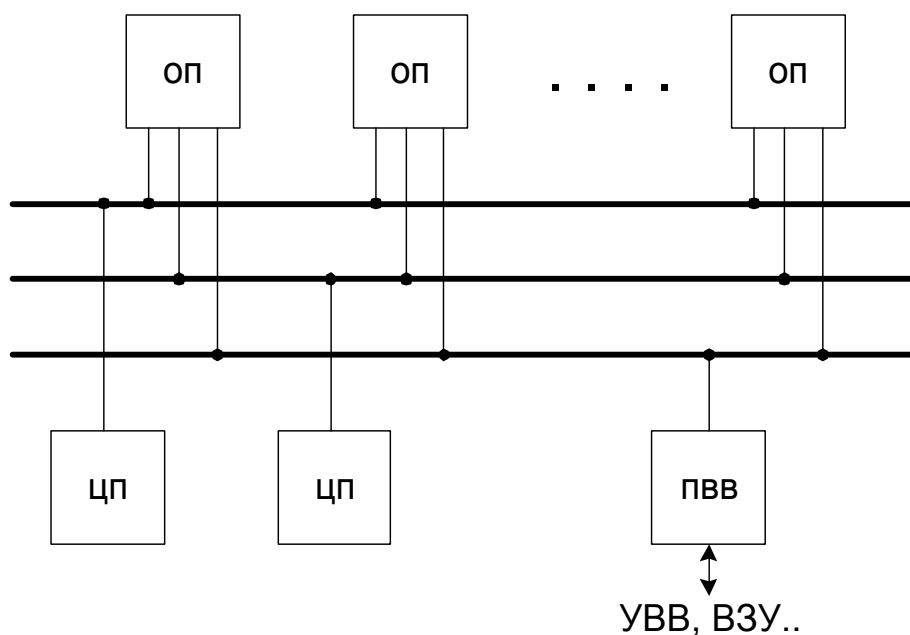 ОП ОП . . . . ОП
ЦП ЦП ПВВ
УВВ, ВЗУ..